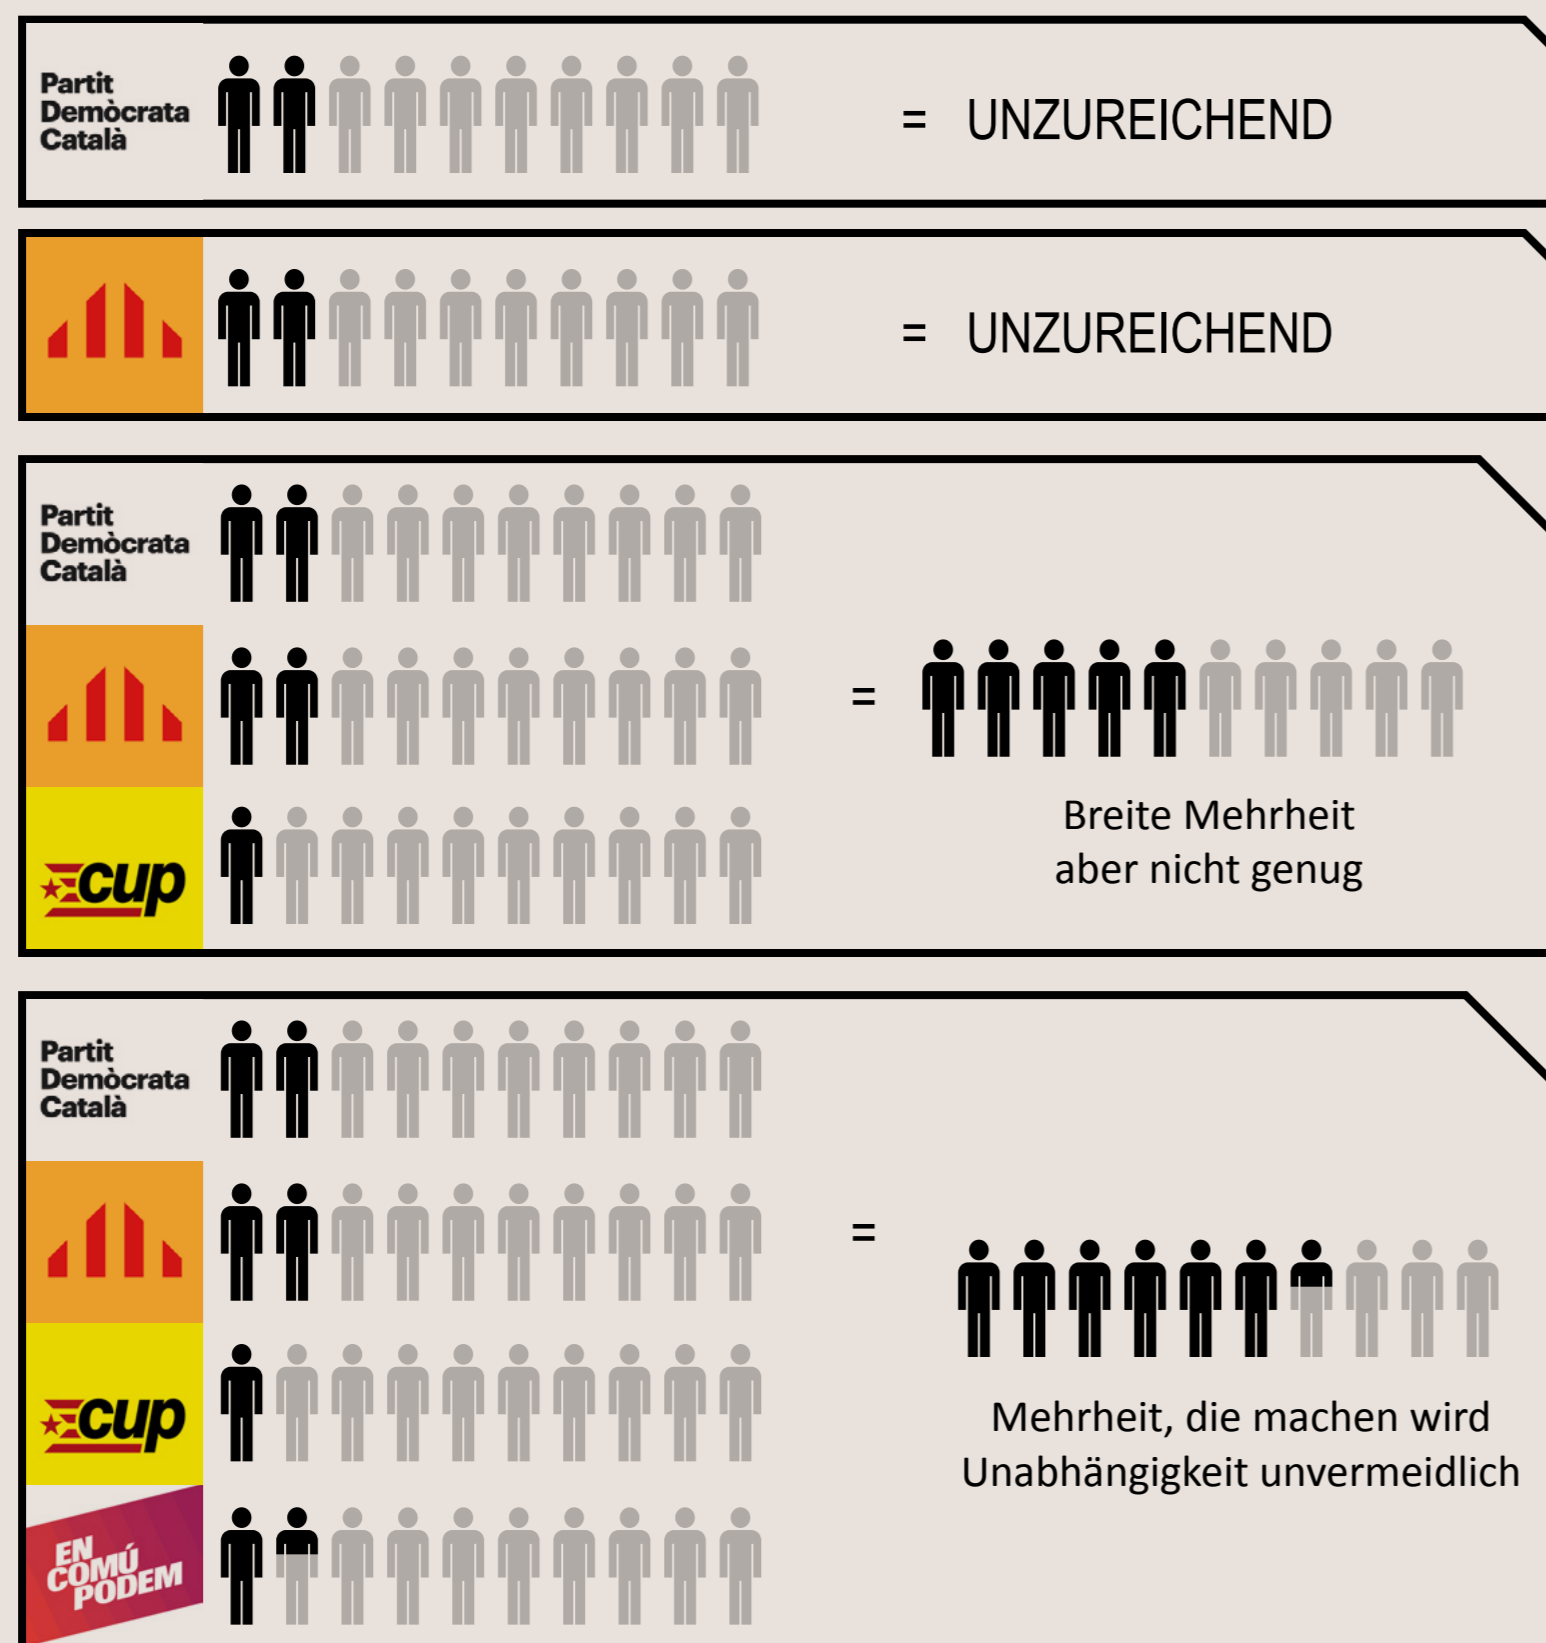 Partit
Demòcrata
Català
= UNZUREICHEND
= UNZUREICHEND
Partit
Demòcrata
Català
=
cup
Breite Mehrheit
aber nicht genug
Partit
Demòcrata
Català
=
cup
Mehrheit, die machen wird
Unabhängigkeit unvermeidlich
EN
COMÚ
PODEM